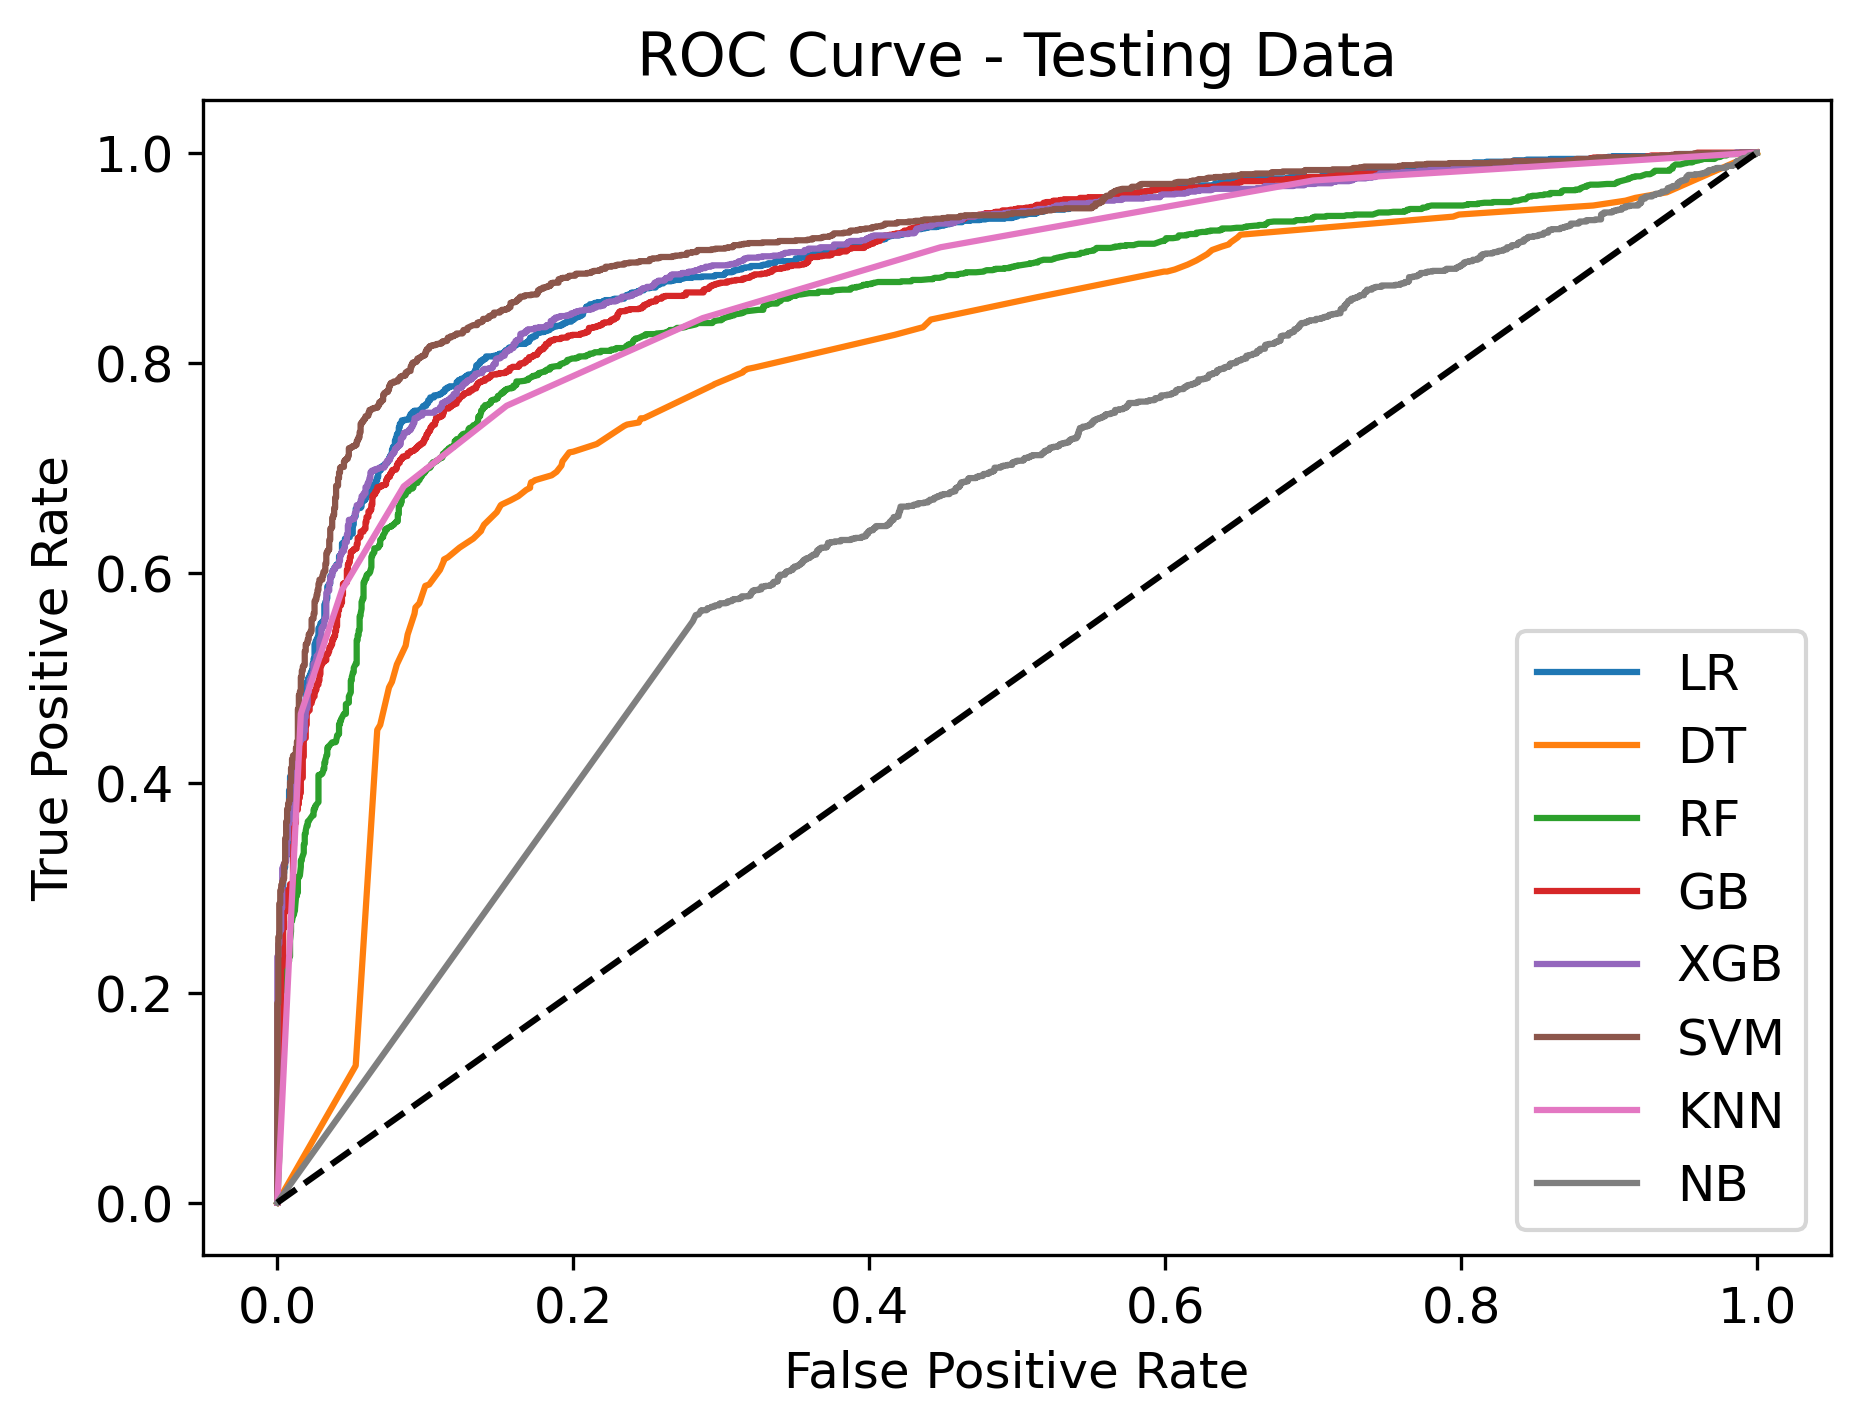 ROC Curve - Testing Data
True Positive Rate
1.0
0.8
0.6
0.4
0.2
0.0
LR
DT
RF
GB
XGB
SVM
KNN
NB
0.0 0.2 0.4 0.6 0.8 1.0
False Positive Rate